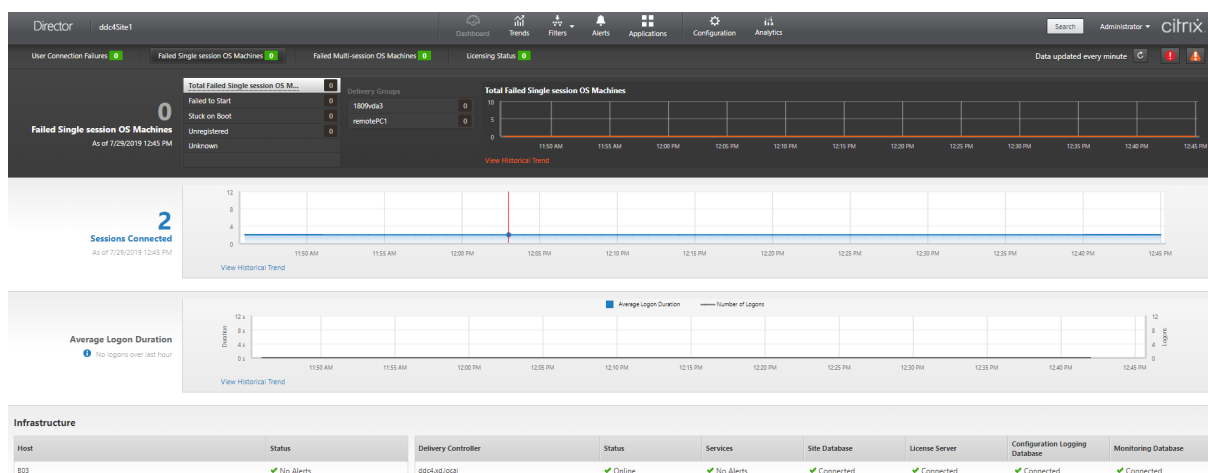 Director ddc4Site1 Dashboard Trends Filters Alerts Applications Configuration Analytics Search Administrator citrix
User Connection Failures 0 Failed Single session OS Machines 0 Failed Multi-session OS Machines 0 Licensing Status 0 Data updated every minute
0
Failed Single session OS Machines
As of 7/29/2019 12:45 PM
Total Failed Single session OS M... 0
Failed to Start 0
Stuck on Boot 0
Unregistered 0
Unknown
Delivery Groups
1809vda3 0
remotePC1 0
Total Failed Single session OS Machines
10
5
0
11:50 AM 11:55 AM 12:00 PM 12:05 PM 12:10 PM 12:15 PM 12:20 PM 12:25 PM 12:30 PM 12:35 PM 12:40 PM 12:45 PM
View Historical Trend
2
Sessions Connected
As of 7/29/2019 12:45 PM
12
8
4
0
11:50 AM 11:55 AM 12:00 PM 12:05 PM 12:10 PM 12:15 PM 12:20 PM 12:25 PM 12:30 PM 12:35 PM 12:40 PM 12:45 PM
View Historical Trend
Average Logon Duration
No logons over last hour
Average Logon Duration Number of Logons
Duration
12 s
8 s
4 s
0 s
12
8
4
0
Logons
11:50 AM 11:55 AM 12:00 PM 12:05 PM 12:10 PM 12:15 PM 12:20 PM 12:25 PM 12:30 PM 12:35 PM 12:40 PM 12:45 PM
View Historical Trend
Infrastructure
Host Status Delivery Controller Status Services Site Database License Server Configuration Logging Database Monitoring Database
B03 No Alerts ddc4.xd.local Online No Alerts Connected Connected Connected Connected